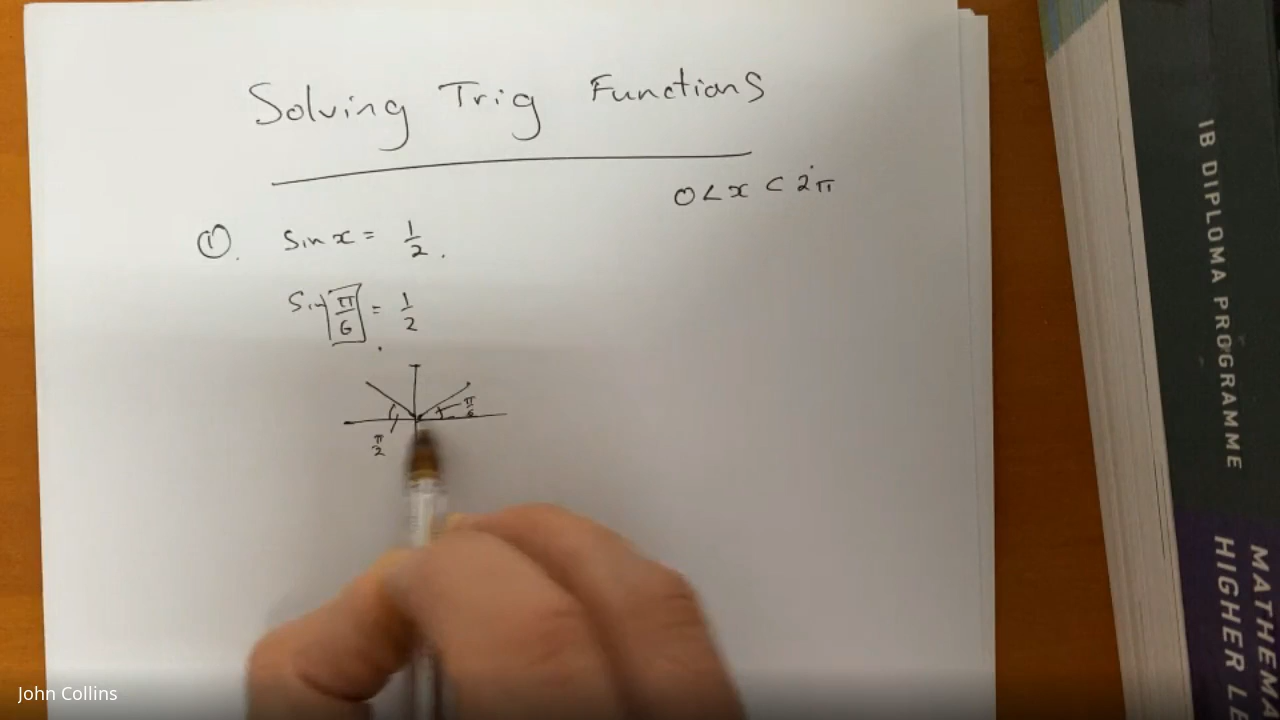 Solving Trig Functions
0 < x < 2π
①. sin x = 1/2.
sin π/6 = 1/2
π/6
π/2
IB DIPLOMA PROGRAMME
HIGHER LE
MATHEMA
John Collins